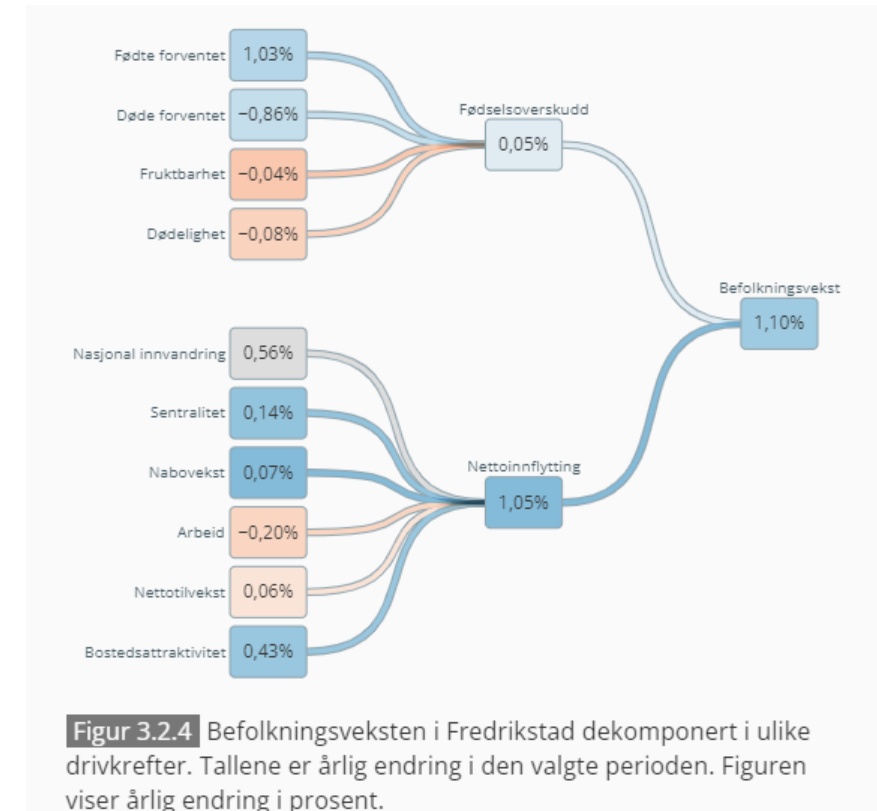 Fødte forventet 1,03%
Døde forventet −0,86%
Fruktbarhet −0,04%
Dødelighet −0,08%
Fødselsoverskudd
0,05%
Nasjonal innvandring 0,56%
Sentralitet 0,14%
Nabovekst 0,07%
Arbeid −0,20%
Nettotilvekst 0,06%
Bostedsattraktivitet 0,43%
Nettoinnflytting
1,05%
Befolkningsvekst
1,10%
Figur 3.2.4 Befolkningsveksten i Fredrikstad dekomponert i ulike
drivkrefter. Tallene er årlig endring i den valgte perioden. Figuren
viser årlig endring i prosent.